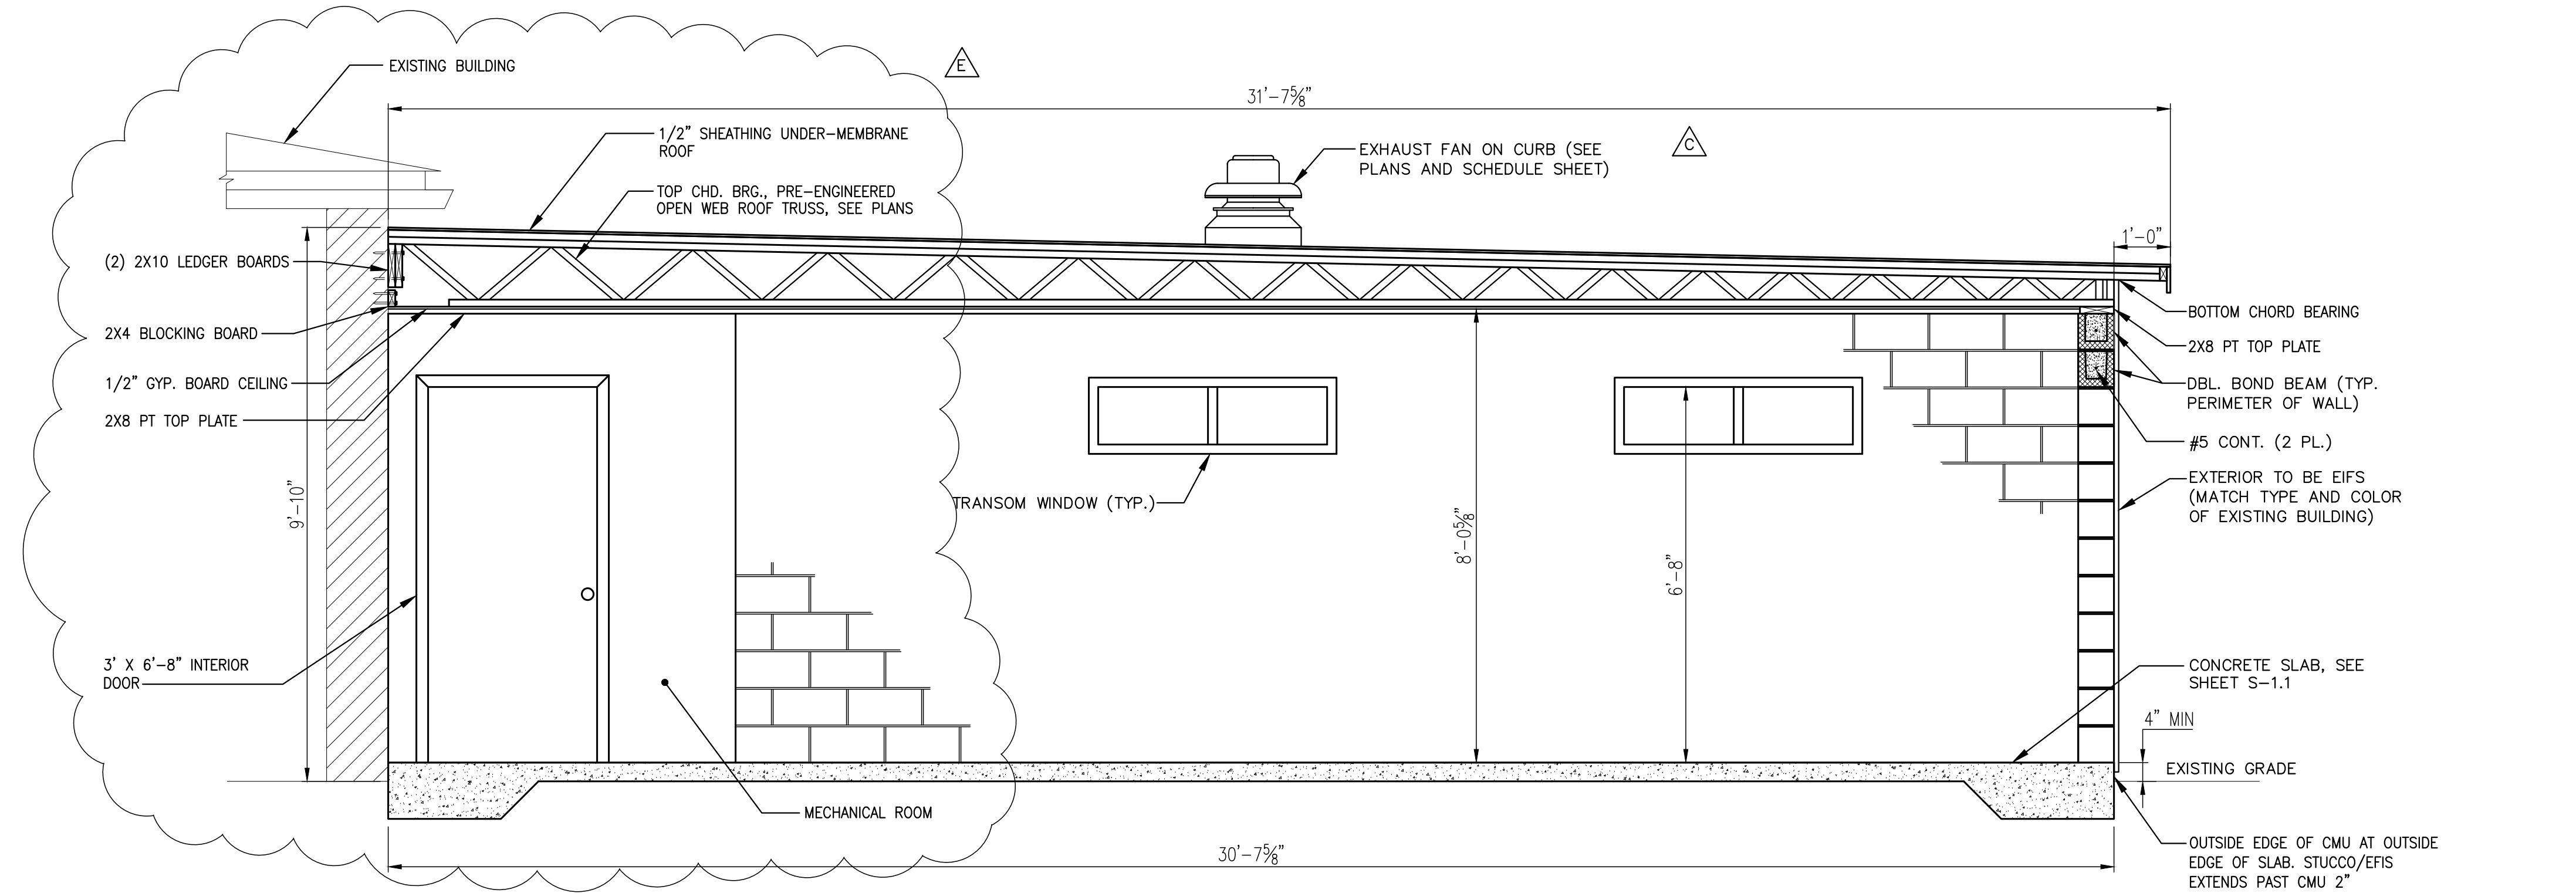 EXISTING BUILDING
E
31'-7⅝"
1/2" SHEATHING UNDER-MEMBRANE
ROOF
EXHAUST FAN ON CURB (SEE
PLANS AND SCHEDULE SHEET)
C
TOP CHD. BRG., PRE-ENGINEERED
OPEN WEB ROOF TRUSS, SEE PLANS
1'-0"
(2) 2X10 LEDGER BOARDS
2X4 BLOCKING BOARD
1/2" GYP. BOARD CEILING
2X8 PT TOP PLATE
9'-10"
3' X 6'-8" INTERIOR
DOOR
TRANSOM WINDOW (TYP.)
8'-0⅝"
6'-8"
MECHANICAL ROOM
BOTTOM CHORD BEARING
2X8 PT TOP PLATE
DBL. BOND BEAM (TYP.
PERIMETER OF WALL)
#5 CONT. (2 PL.)
EXTERIOR TO BE EIFS
(MATCH TYPE AND COLOR
OF EXISTING BUILDING)
CONCRETE SLAB, SEE
SHEET S-1.1
4" MIN
EXISTING GRADE
30'-7⅝"
OUTSIDE EDGE OF CMU AT OUTSIDE
EDGE OF SLAB. STUCCO/EFIS
EXTENDS PAST CMU 2"